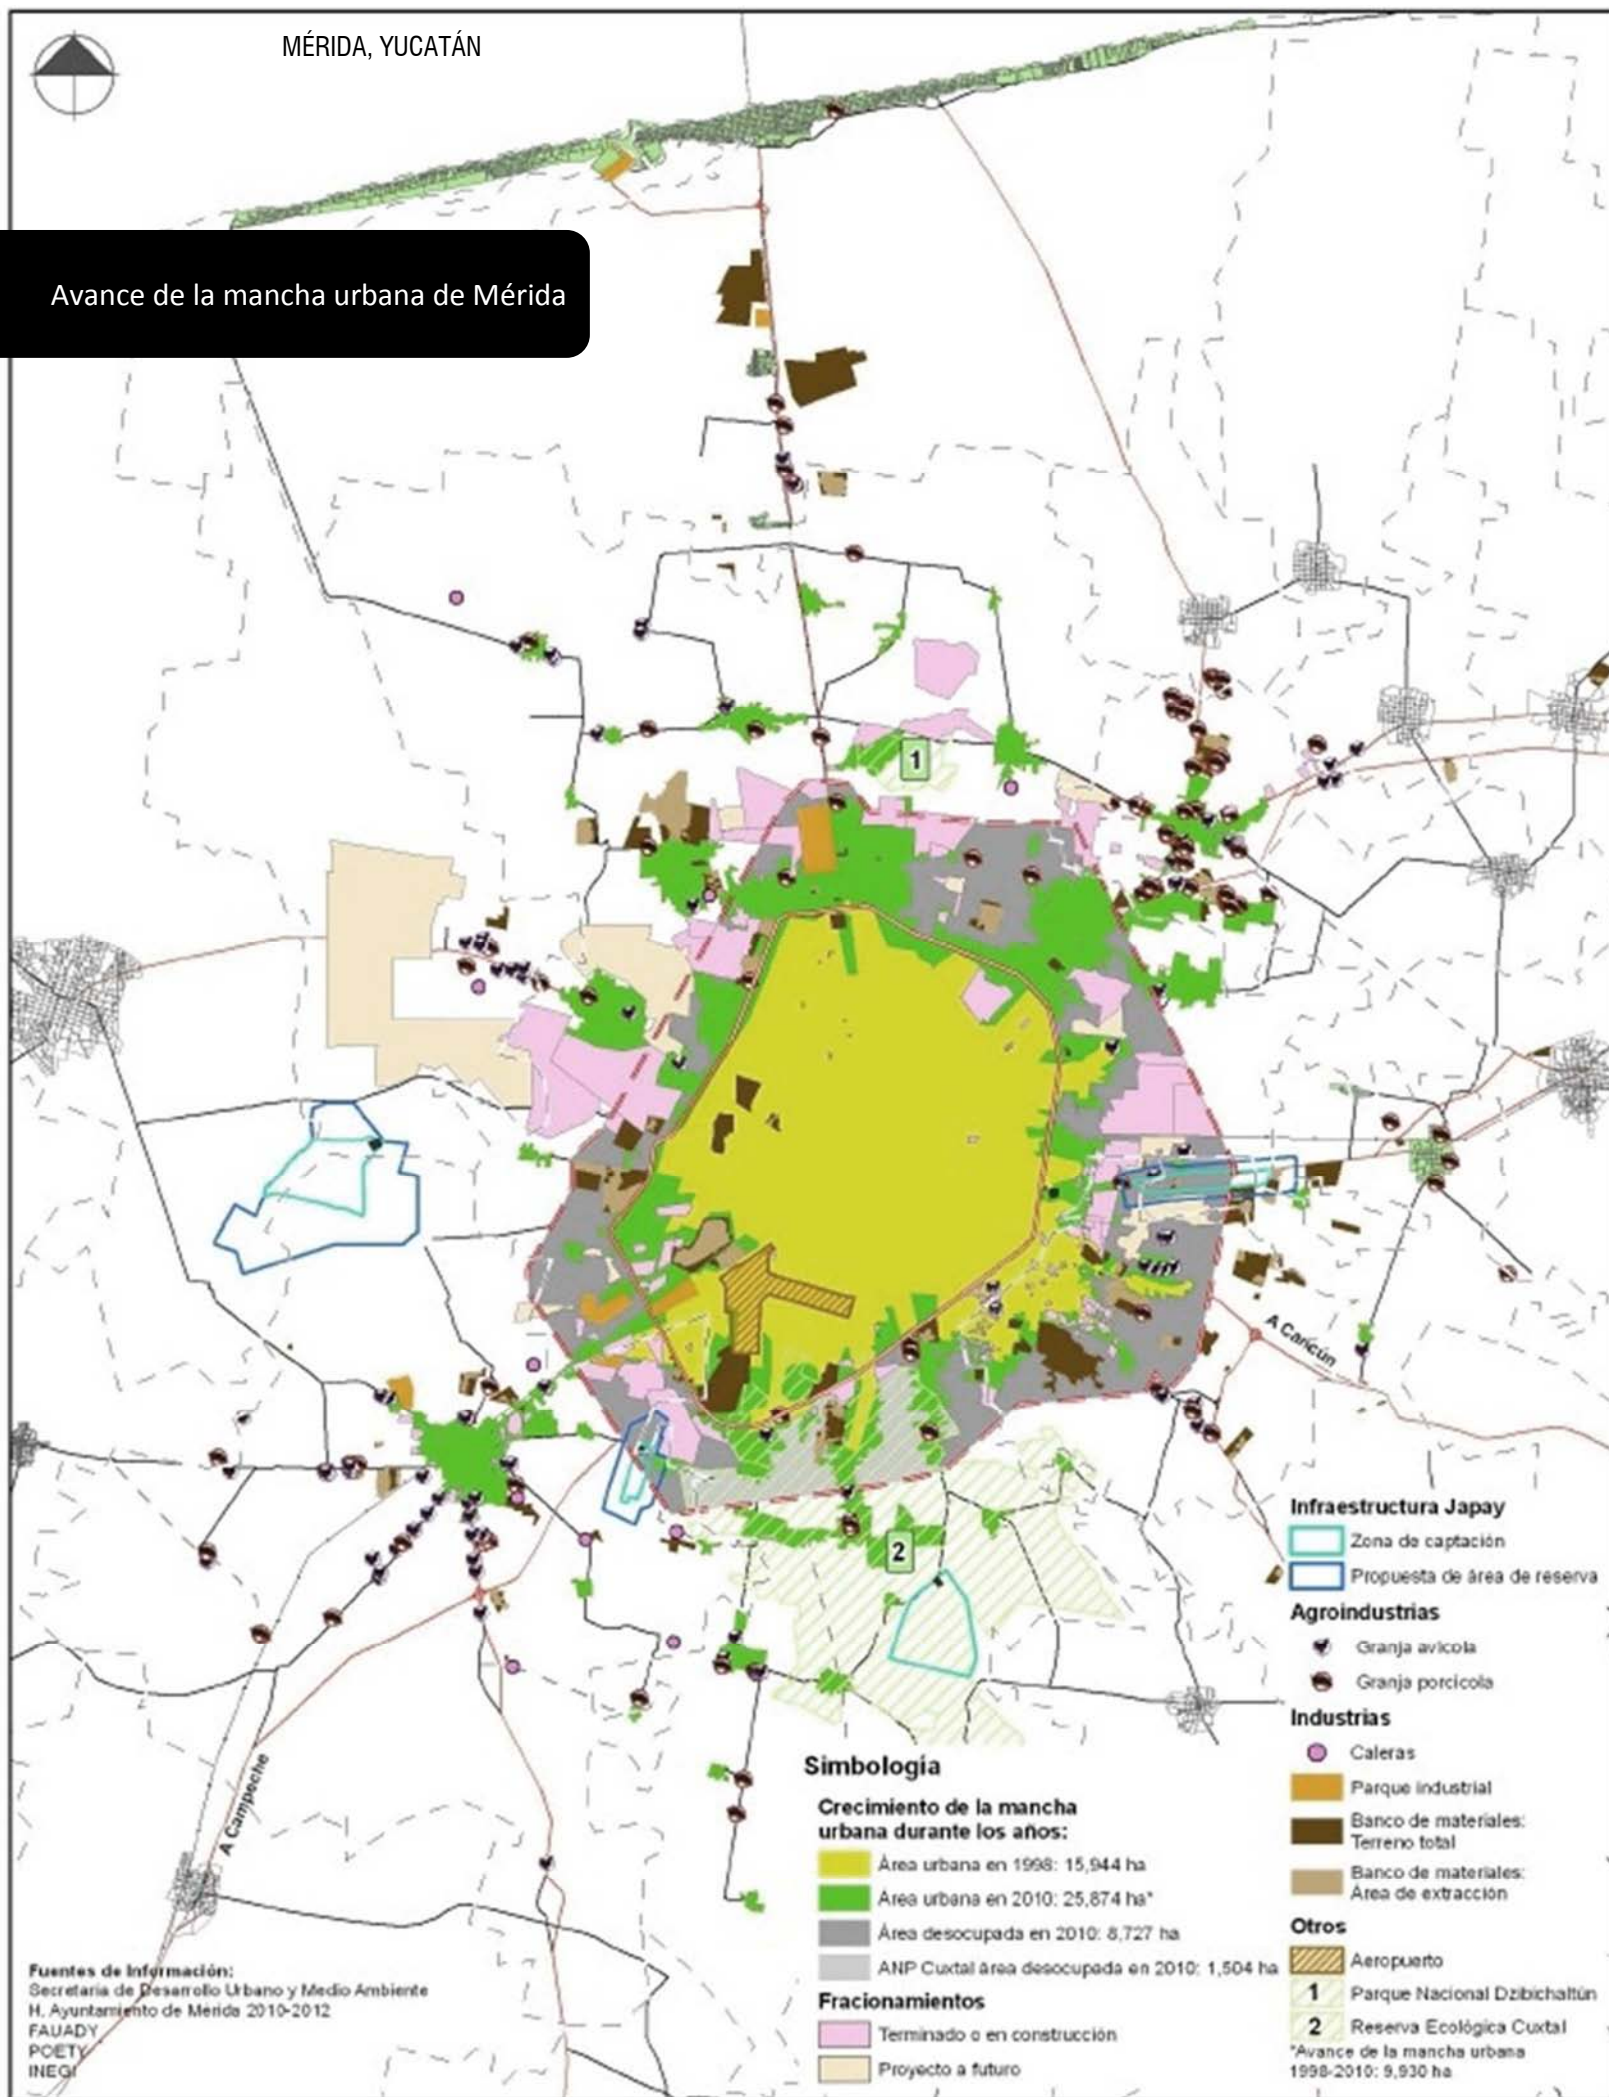 MÉRIDA, YUCATÁN
Avance de la mancha urbana de Mérida
1
A Cancún
2
A Campeche
Infraestructura Japay
Zona de captación
Propuesta de área de reserva
Agroindustrias
Granja avícola
Granja porcícola
Industrias
Caleras
Parque industrial
Banco de materiales:
Terreno total
Banco de materiales:
Área de extracción
Otros
Aeropuerto
1 Parque Nacional Dzibichaltún
2 Reserva Ecológica Cuxtal
*Avance de la mancha urbana
1998-2010: 9,930 ha
Simbología
Crecimiento de la mancha
urbana durante los años:
Área urbana en 1998: 15,944 ha
Área urbana en 2010: 25,874 ha*
Área desocupada en 2010: 8,727 ha
ANP Cuxtal área desocupada en 2010: 1,504 ha
Fracionamientos
Terminado o en construcción
Proyecto a futuro
Fuentes de Información:
Secretaria de Desarrollo Urbano y Medio Ambiente
H. Ayuntamiento de Mérida 2010-2012
FAUADY
POETY
INEGI